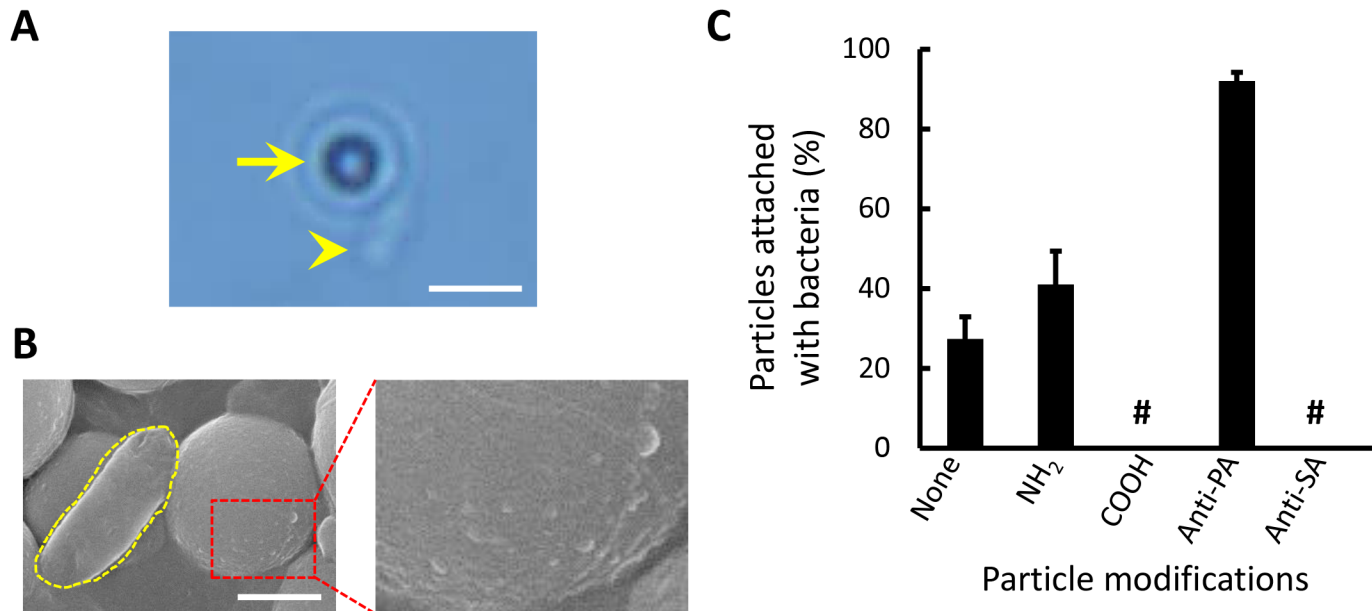 A
B
C
Particles attached
with bacteria (%)
100
80
60
40
20
0
#
#
None
NH₂
COOH
Anti-PA
Anti-SA
Particle modifications